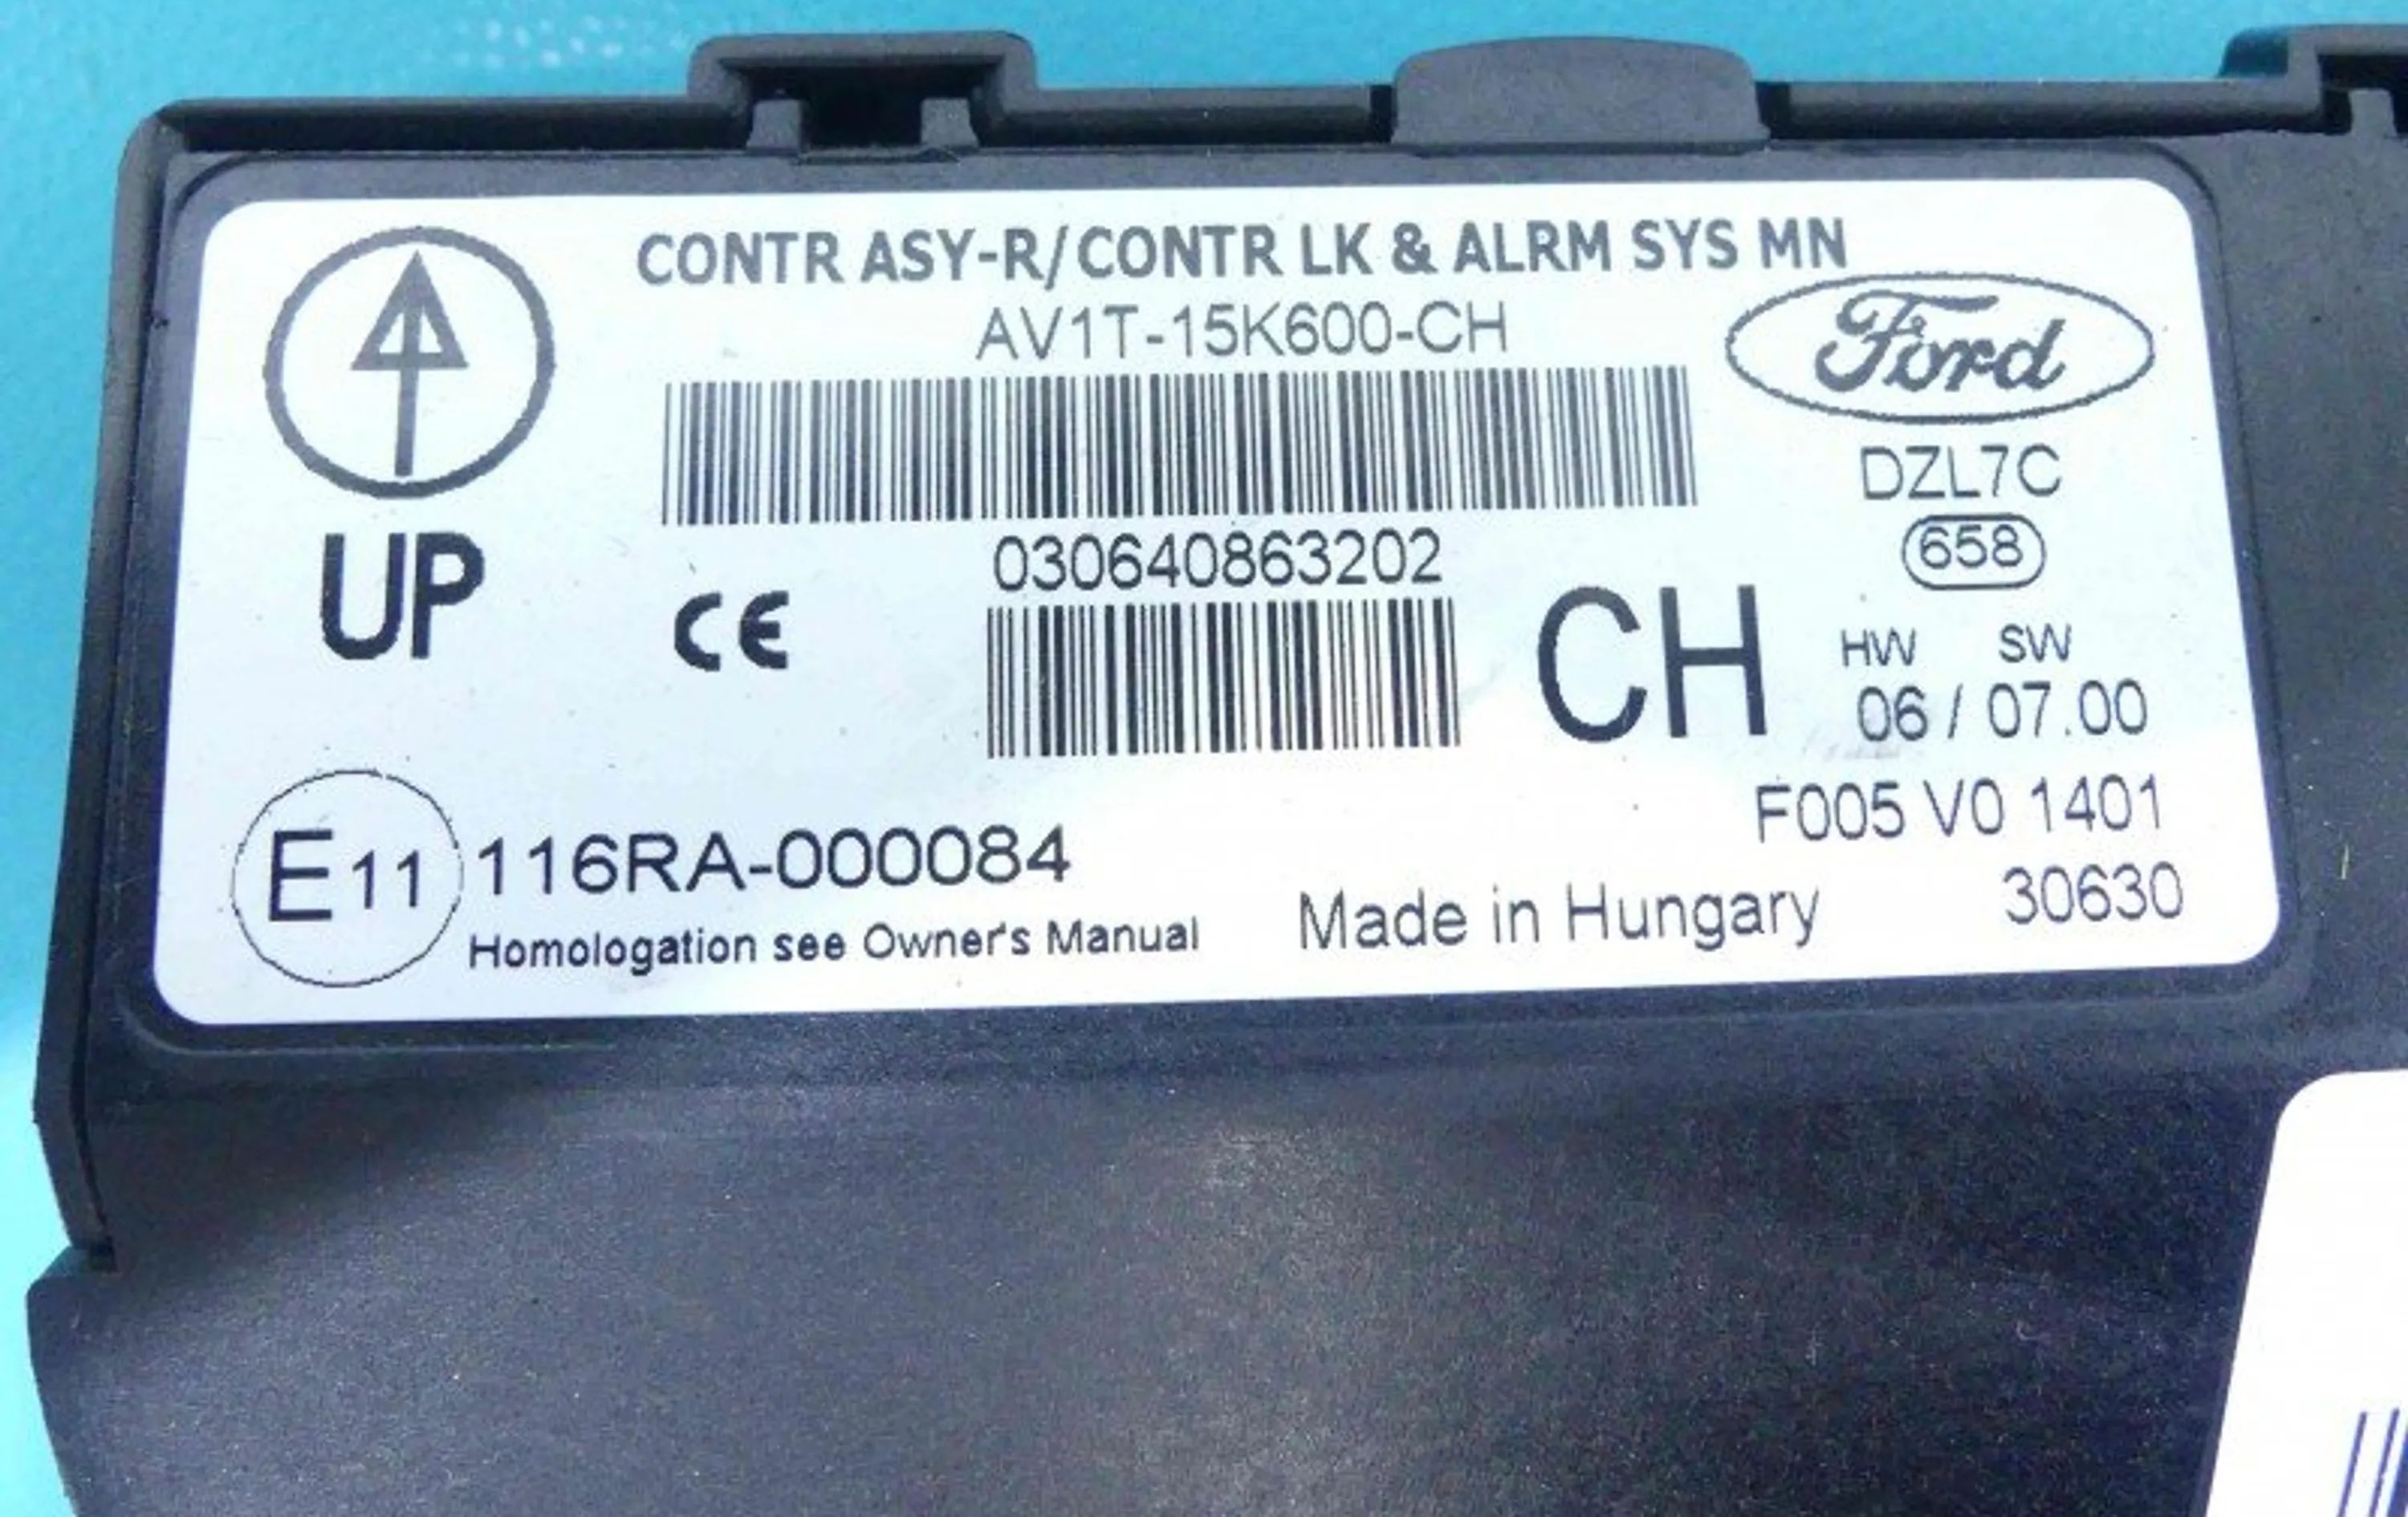 CONTR ASY-R/CONTR LK & ALRM SYS MN
AV1T-15K600-CH
Ford
DZL7C
658
UP
030640863202
CE
CH
HW SW
06 / 07.00
F005 V0 1401
E11 116RA-000084
30630
Homologation see Owner's Manual
Made in Hungary